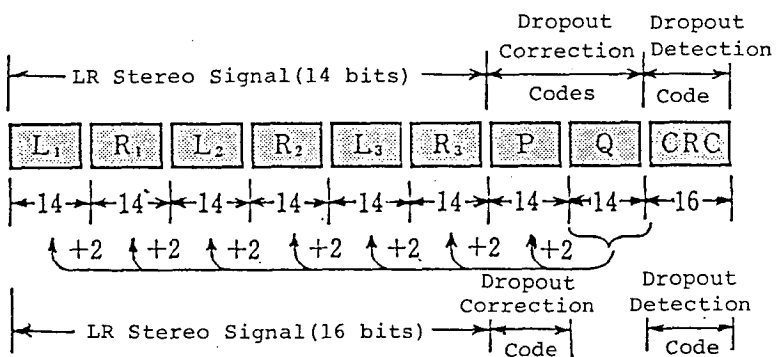 Dropout Dropout
Correction Detection
LR Stereo Signal(14 bits)
Codes Code
L₁ R₁ L₂ R₂ L₃ R₃ P Q CRC
14 14 14 14 14 14 14 14 16
+2 +2 +2 +2 +2 +2 +2
Dropout Dropout
Correction Detection
LR Stereo Signal(16 bits)
Code Code